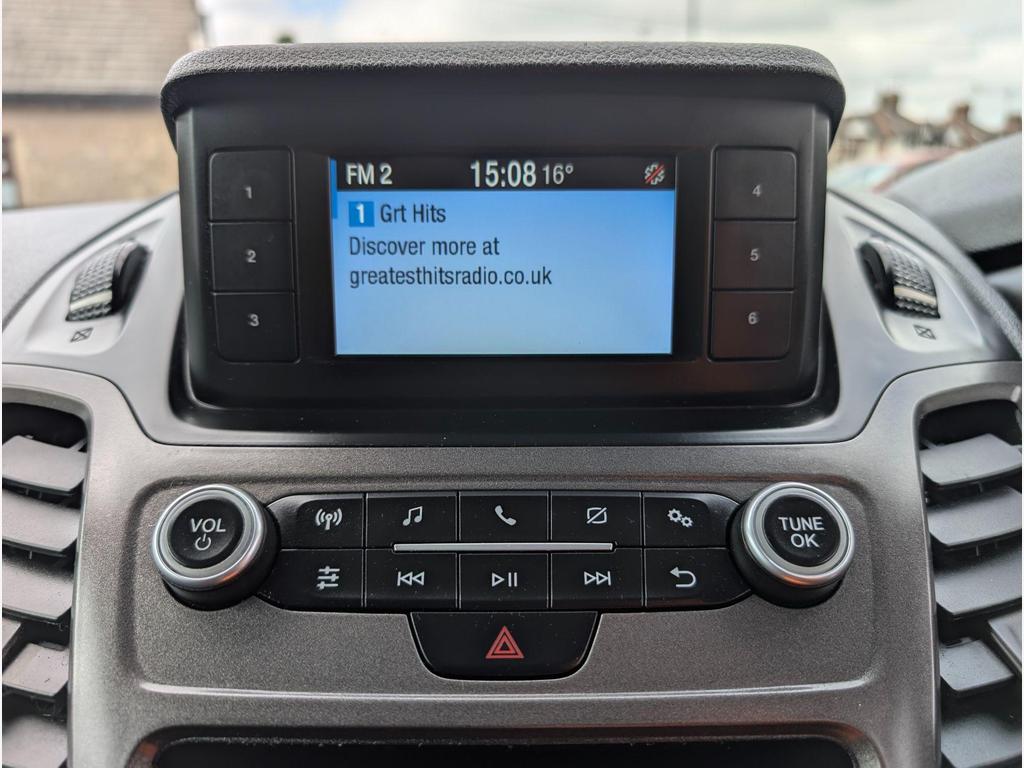 FM 2 15:08 16°
1 Grt Hits
Discover more at
greatesthitsradio.co.uk
1
2
3
4
5
6
VOL
TUNE
OK